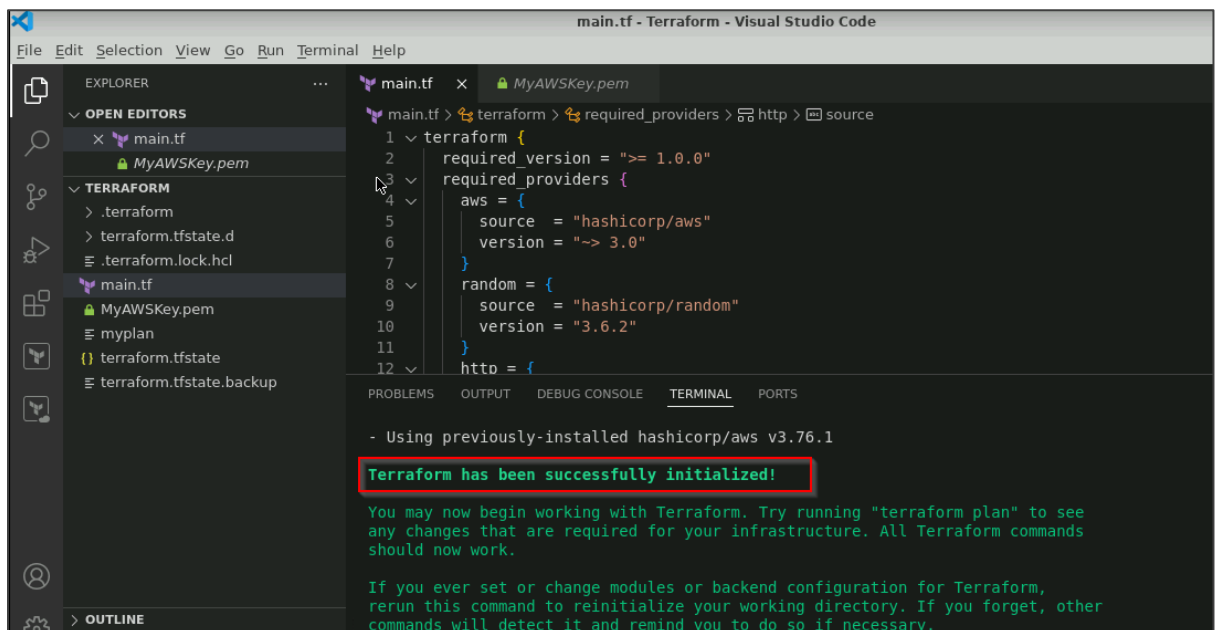 main.tf - Terraform - Visual Studio Code
File Edit Selection View Go Run Terminal Help
EXPLORER ...
OPEN EDITORS
main.tf
MyAWSKey.pem
TERRAFORM
.terraform
terraform.tfstate.d
.terraform.lock.hcl
main.tf
MyAWSKey.pem
myplan
{} terraform.tfstate
terraform.tfstate.backup
OUTLINE
main.tf MyAWSKey.pem
main.tf > terraform > required_providers > http > source
1 terraform {
2 required_version = ">= 1.0.0"
3 required_providers {
4 aws = {
5 source = "hashicorp/aws"
6 version = "~> 3.0"
7 }
8 random = {
9 source = "hashicorp/random"
10 version = "3.6.2"
11 }
12 http = {
PROBLEMS OUTPUT DEBUG CONSOLE TERMINAL PORTS
- Using previously-installed hashicorp/aws v3.76.1
Terraform has been successfully initialized!
You may now begin working with Terraform. Try running "terraform plan" to see
any changes that are required for your infrastructure. All Terraform commands
should now work.
If you ever set or change modules or backend configuration for Terraform,
rerun this command to reinitialize your working directory. If you forget, other
commands will detect it and remind you to do so if necessary.